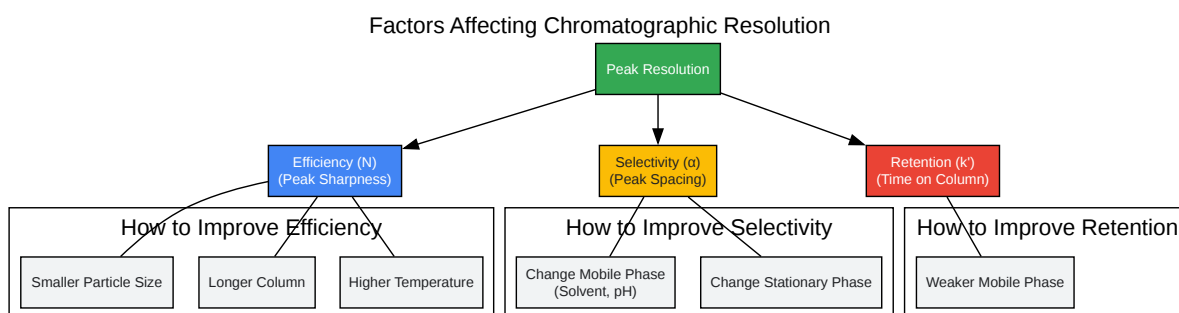 Factors Affecting Chromatographic Resolution
Peak Resolution
Efficiency (N)
(Peak Sharpness)
Selectivity (α)
(Peak Spacing)
Retention (k')
(Time on Column)
How to Improve Efficiency
Smaller Particle Size
Longer Column
Higher Temperature
How to Improve Selectivity
Change Mobile Phase
(Solvent, pH)
Change Stationary Phase
How to Improve Retention
Weaker Mobile Phase